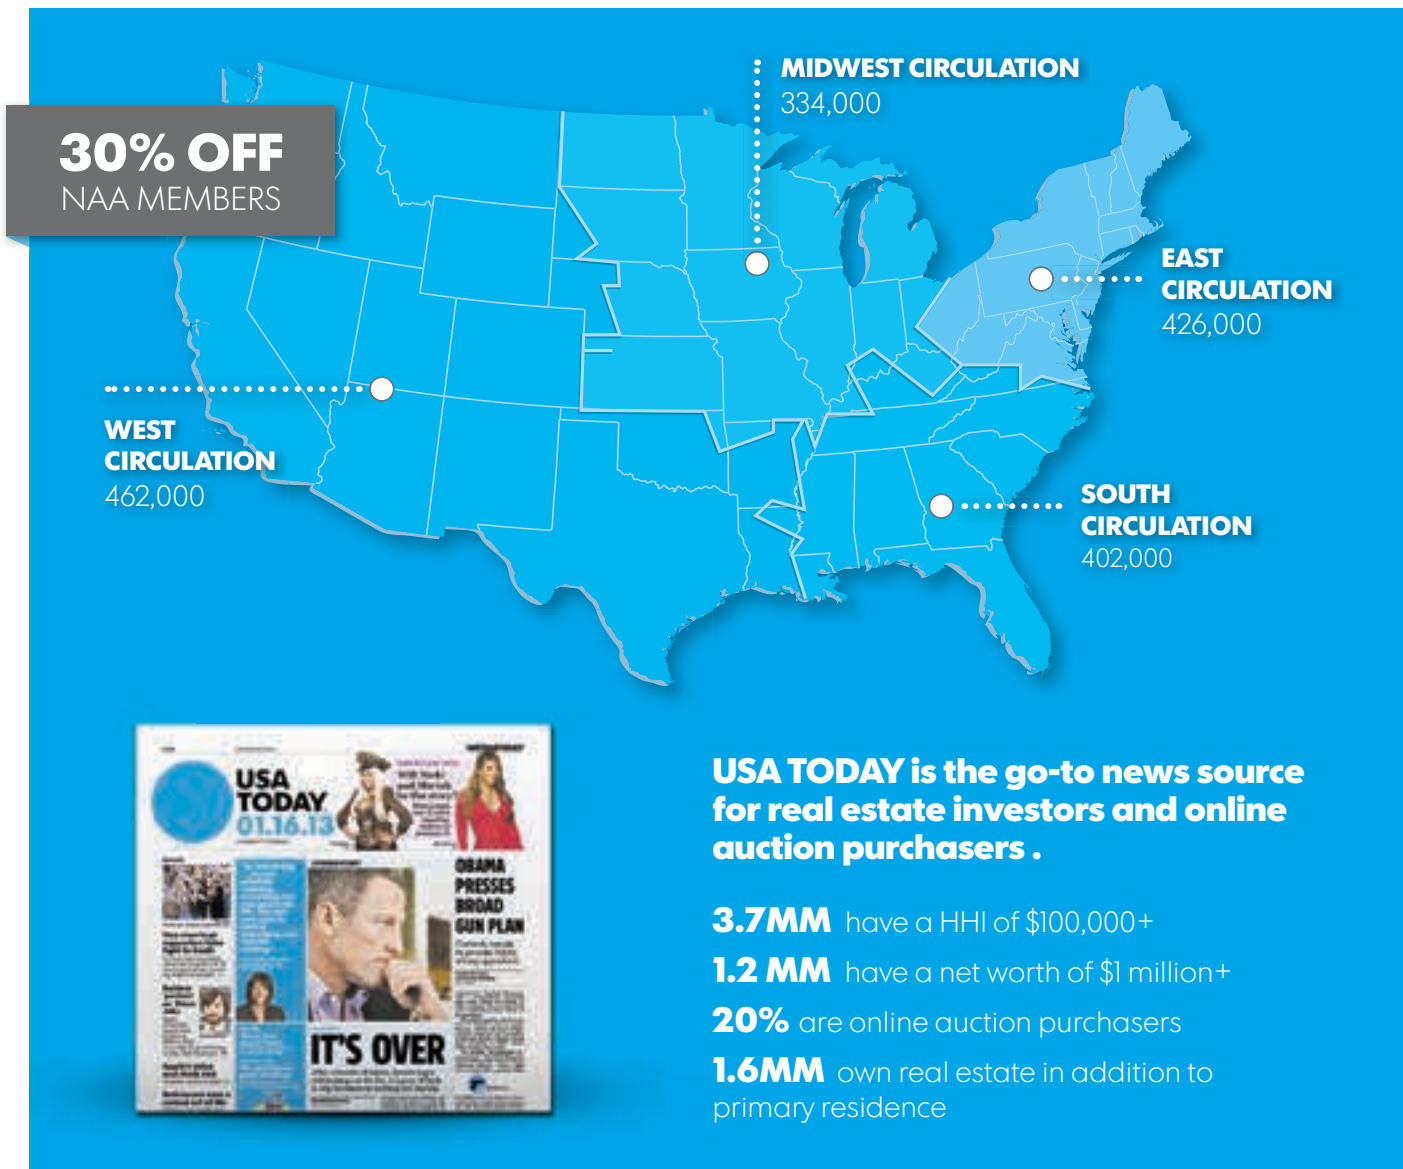 30% OFF
NAA MEMBERS
MIDWEST CIRCULATION
334,000
EAST
CIRCULATION
426,000
WEST
CIRCULATION
462,000
SOUTH
CIRCULATION
402,000
USA
TODAY
01.16.13
OBAMA
PRESSES
BROAD
GUN PLAN
IT'S OVER
USA TODAY is the go-to news source
for real estate investors and online
auction purchasers .
3.7MM have a HHI of $100,000+
1.2 MM have a net worth of $1 million+
20% are online auction purchasers
1.6MM own real estate in addition to
primary residence